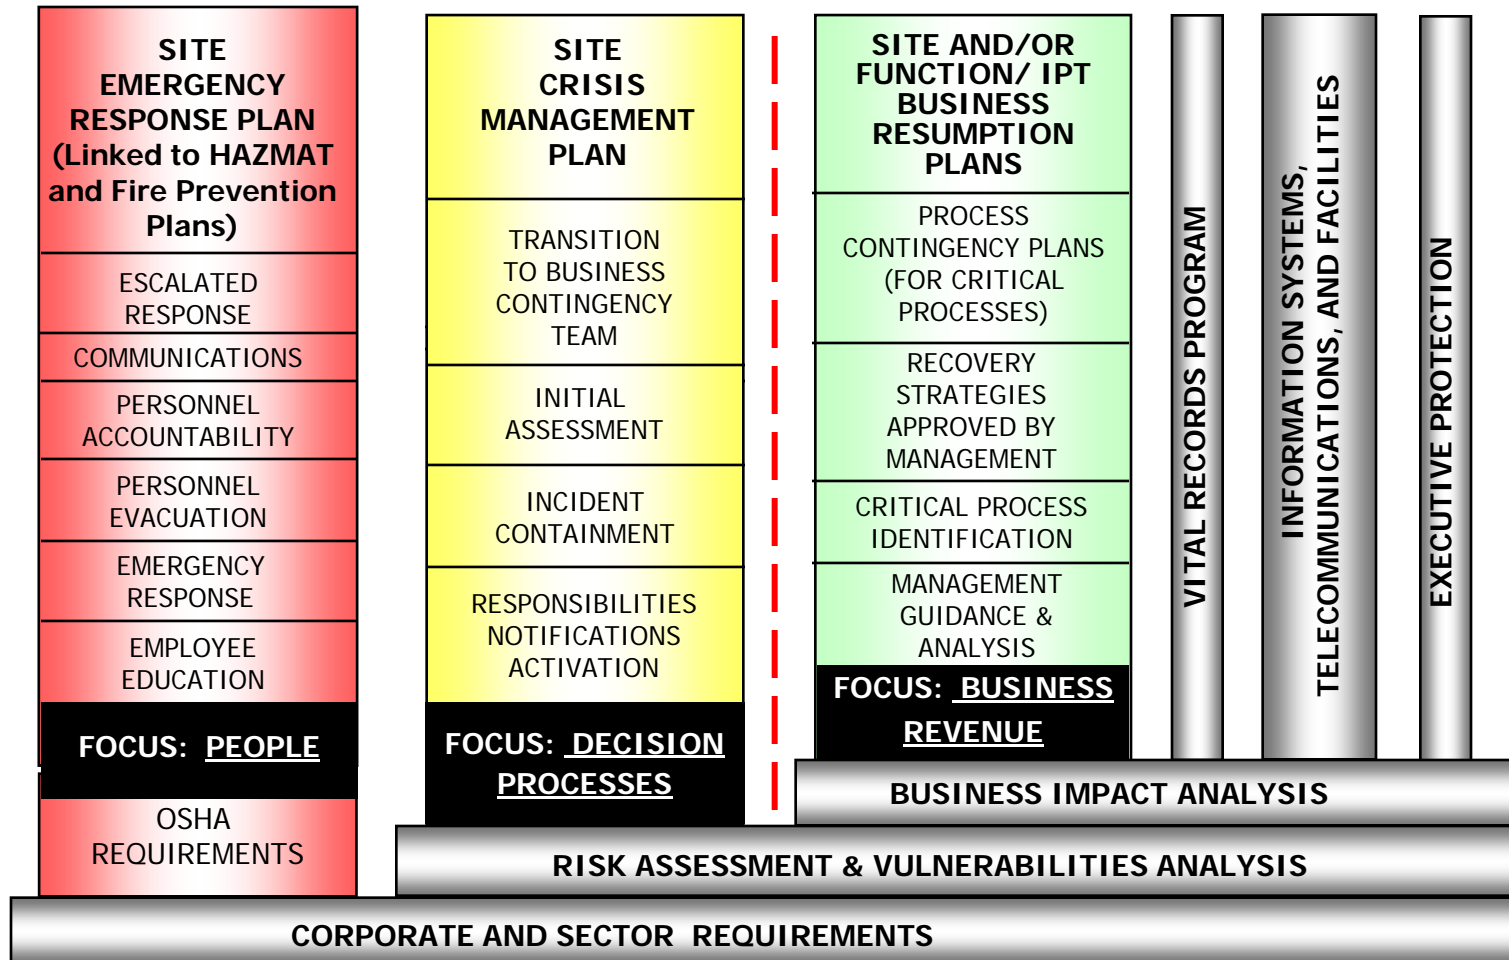 SITE
EMERGENCY
RESPONSE PLAN
(Linked to HAZMAT
and Fire Prevention
Plans)
ESCALATED
RESPONSE
COMMUNICATIONS
PERSONNEL
ACCOUNTABILITY
PERSONNEL
EVACUATION
EMERGENCY
RESPONSE
EMPLOYEE
EDUCATION
FOCUS: PEOPLE
OSHA
REQUIREMENTS
SITE
CRISIS
MANAGEMENT
PLAN
TRANSITION
TO BUSINESS
CONTINGENCY
TEAM
INITIAL
ASSESSMENT
INCIDENT
CONTAINMENT
RESPONSIBILITIES
NOTIFICATIONS
ACTIVATION
FOCUS: DECISION
PROCESSES
SITE AND/OR
FUNCTION/ IPT
BUSINESS
RESUMPTION
PLANS
PROCESS
CONTINGENCY PLANS
(FOR CRITICAL
PROCESSES)
RECOVERY
STRATEGIES
APPROVED BY
MANAGEMENT
CRITICAL PROCESS
IDENTIFICATION
MANAGEMENT
GUIDANCE &
ANALYSIS
FOCUS: BUSINESS
REVENUE
VITAL RECORDS PROGRAM
INFORMATION SYSTEMS,
TELECOMMUNICATIONS, AND FACILITIES
EXECUTIVE PROTECTION
BUSINESS IMPACT ANALYSIS
RISK ASSESSMENT & VULNERABILITIES ANALYSIS
CORPORATE AND SECTOR REQUIREMENTS